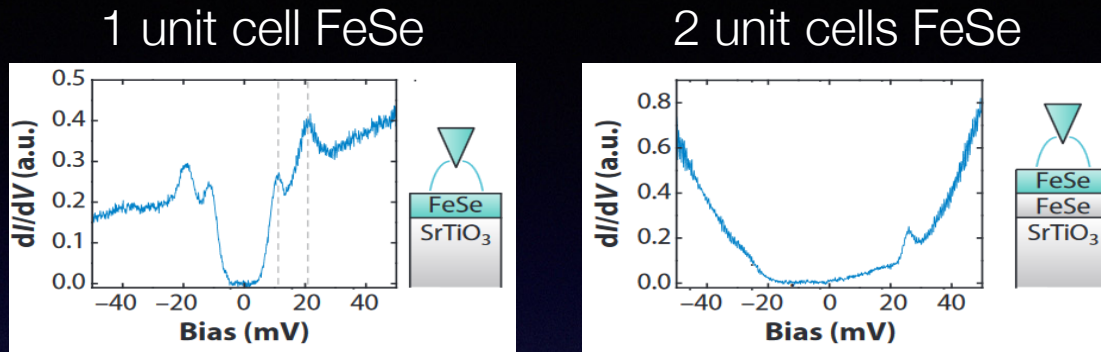 1 unit cell FeSe
2 unit cells FeSe
0.5
0.4
0.3
0.2
0.1
0.0
dI/dV (a.u.)
−40 −20 0 20 40
Bias (mV)
FeSe
SrTiO3
0.8
0.6
0.4
0.2
0.0
dI/dV (a.u.)
−40 −20 0 20 40
Bias (mV)
FeSe
FeSe
SrTiO3